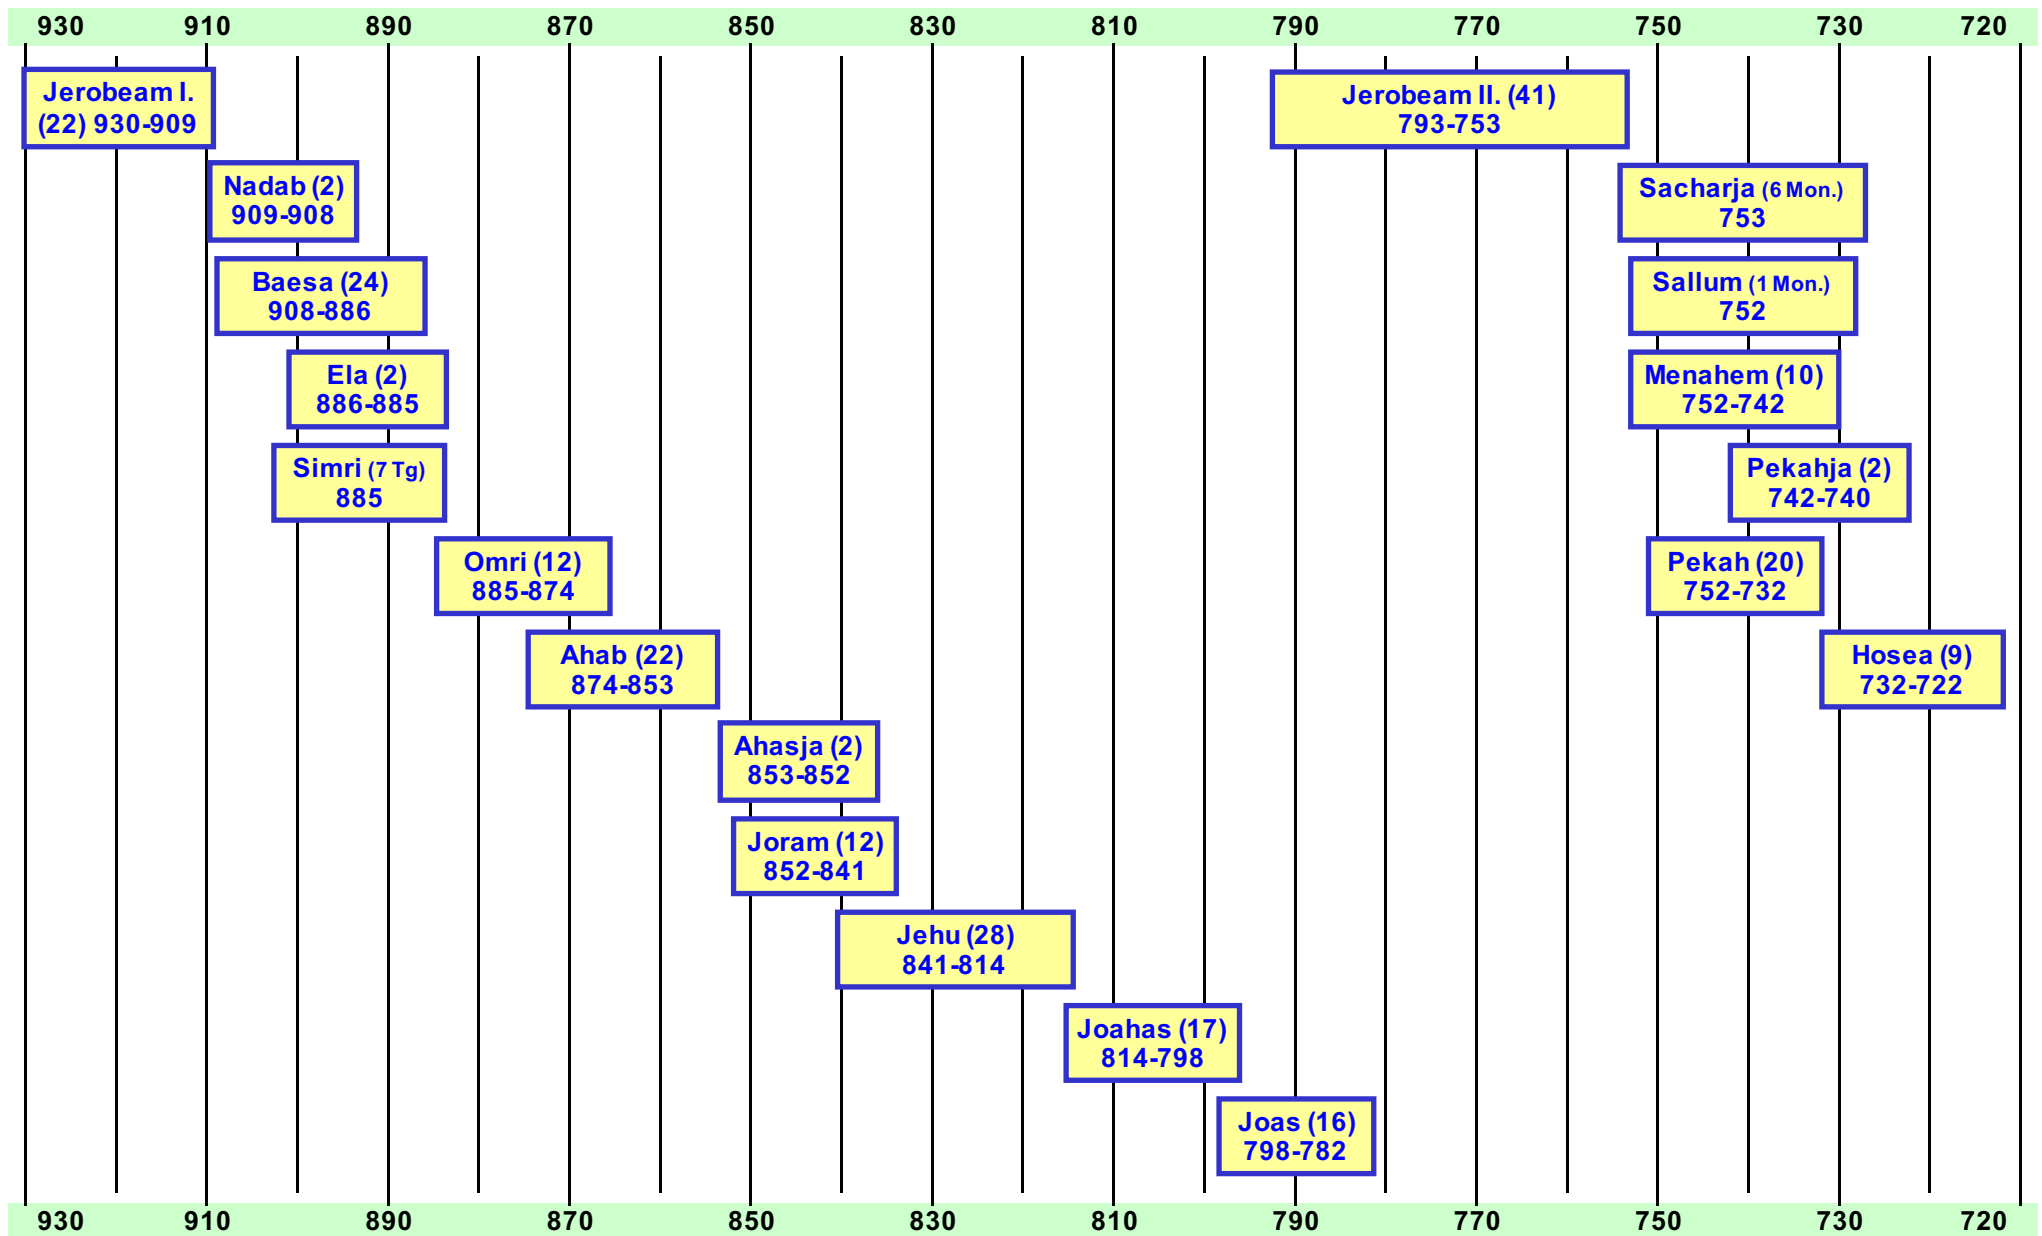 930 910 890 870 850 830 810 790 770 750 730 720
Jerobeam I.
(22) 930-909
Jerobeam II. (41)
793-753
Nadab (2)
909-908
Sacharja (6 Mon.)
753
Baesa (24)
908-886
Sallum (1 Mon.)
752
Ela (2)
886-885
Menahem (10)
752-742
Simri (7 Tg)
885
Pekahja (2)
742-740
Omri (12)
885-874
Pekah (20)
752-732
Ahab (22)
874-853
Hosea (9)
732-722
Ahasja (2)
853-852
Joram (12)
852-841
Jehu (28)
841-814
Joahas (17)
814-798
Joas (16)
798-782
930 910 890 870 850 830 810 790 770 750 730 720